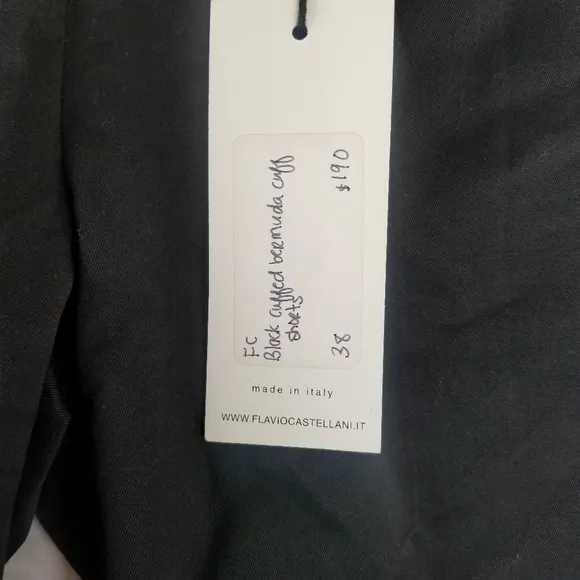 FC
Black cuffed bermuda cuff
shorts
38 $190
made in italy
WWW.FLAVIOCASTELLANI.IT